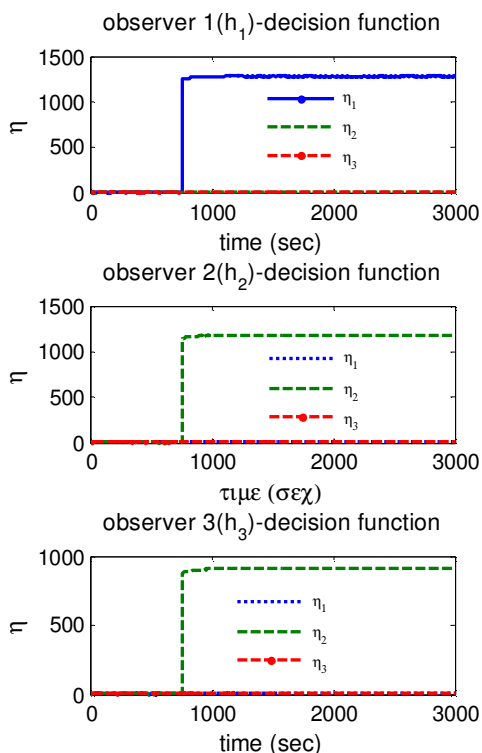 observer 1(h₁)-decision function
1500
1000
500
0
η
η₁
η₂
η₃
0 1000 2000 3000
time (sec)
observer 2(h₂)-decision function
1500
1000
500
0
η
η₁
η₂
η₃
0 1000 2000 3000
τιμε (σεχ)
observer 3(h₃)-decision function
1000
500
0
η
η₁
η₂
η₃
0 1000 2000 3000
time (sec)